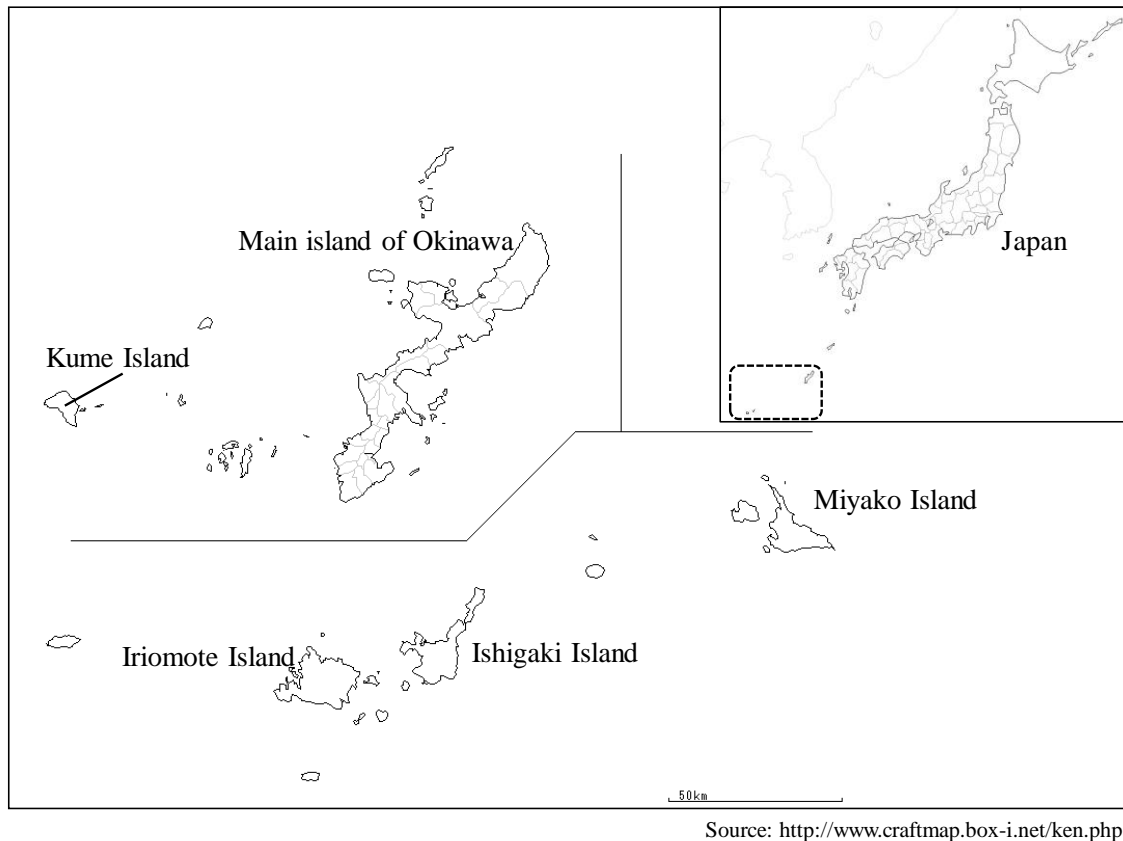 Main island of Okinawa
Japan
Kume Island
Miyako Island
Iriomote Island
Ishigaki Island
50km
Source: http://www.craftmap.box-i.net/ken.php